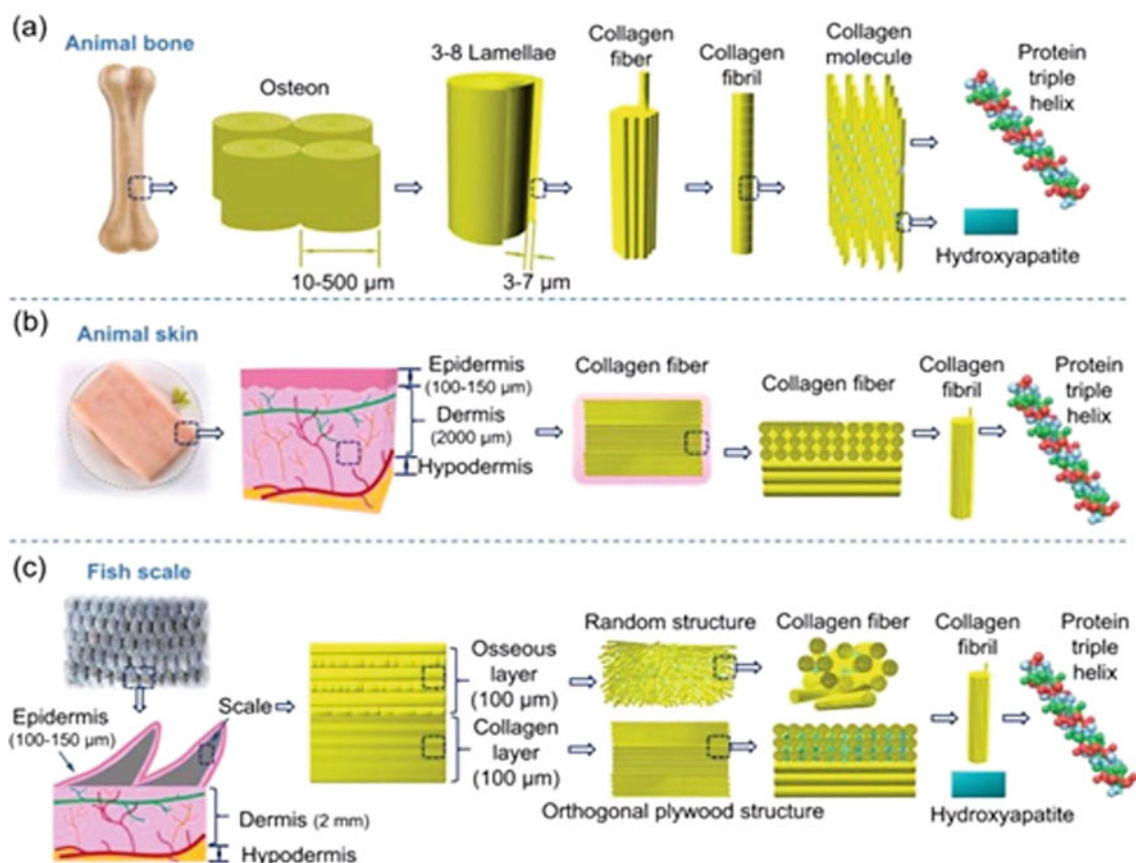 (a)
Animal bone
Osteon
10-500 μm
3-8 Lamellae
3-7 μm
Collagen
fiber
Collagen
fibril
Collagen
molecule
Protein
triple
helix
Hydroxyapatite
(b)
Animal skin
Epidermis
(100-150 μm)
Dermis
(2000 μm)
Hypodermis
Collagen fiber
Collagen fiber
Collagen
fibril
Protein
triple
helix
(c)
Fish scale
Epidermis
(100-150 μm)
Scale
Dermis (2 mm)
Hypodermis
Osseous
layer
(100 μm)
Collagen
layer
(100 μm)
Random structure
Orthogonal plywood structure
Collagen fiber
Collagen
fibril
Hydroxyapatite
Protein
triple
helix